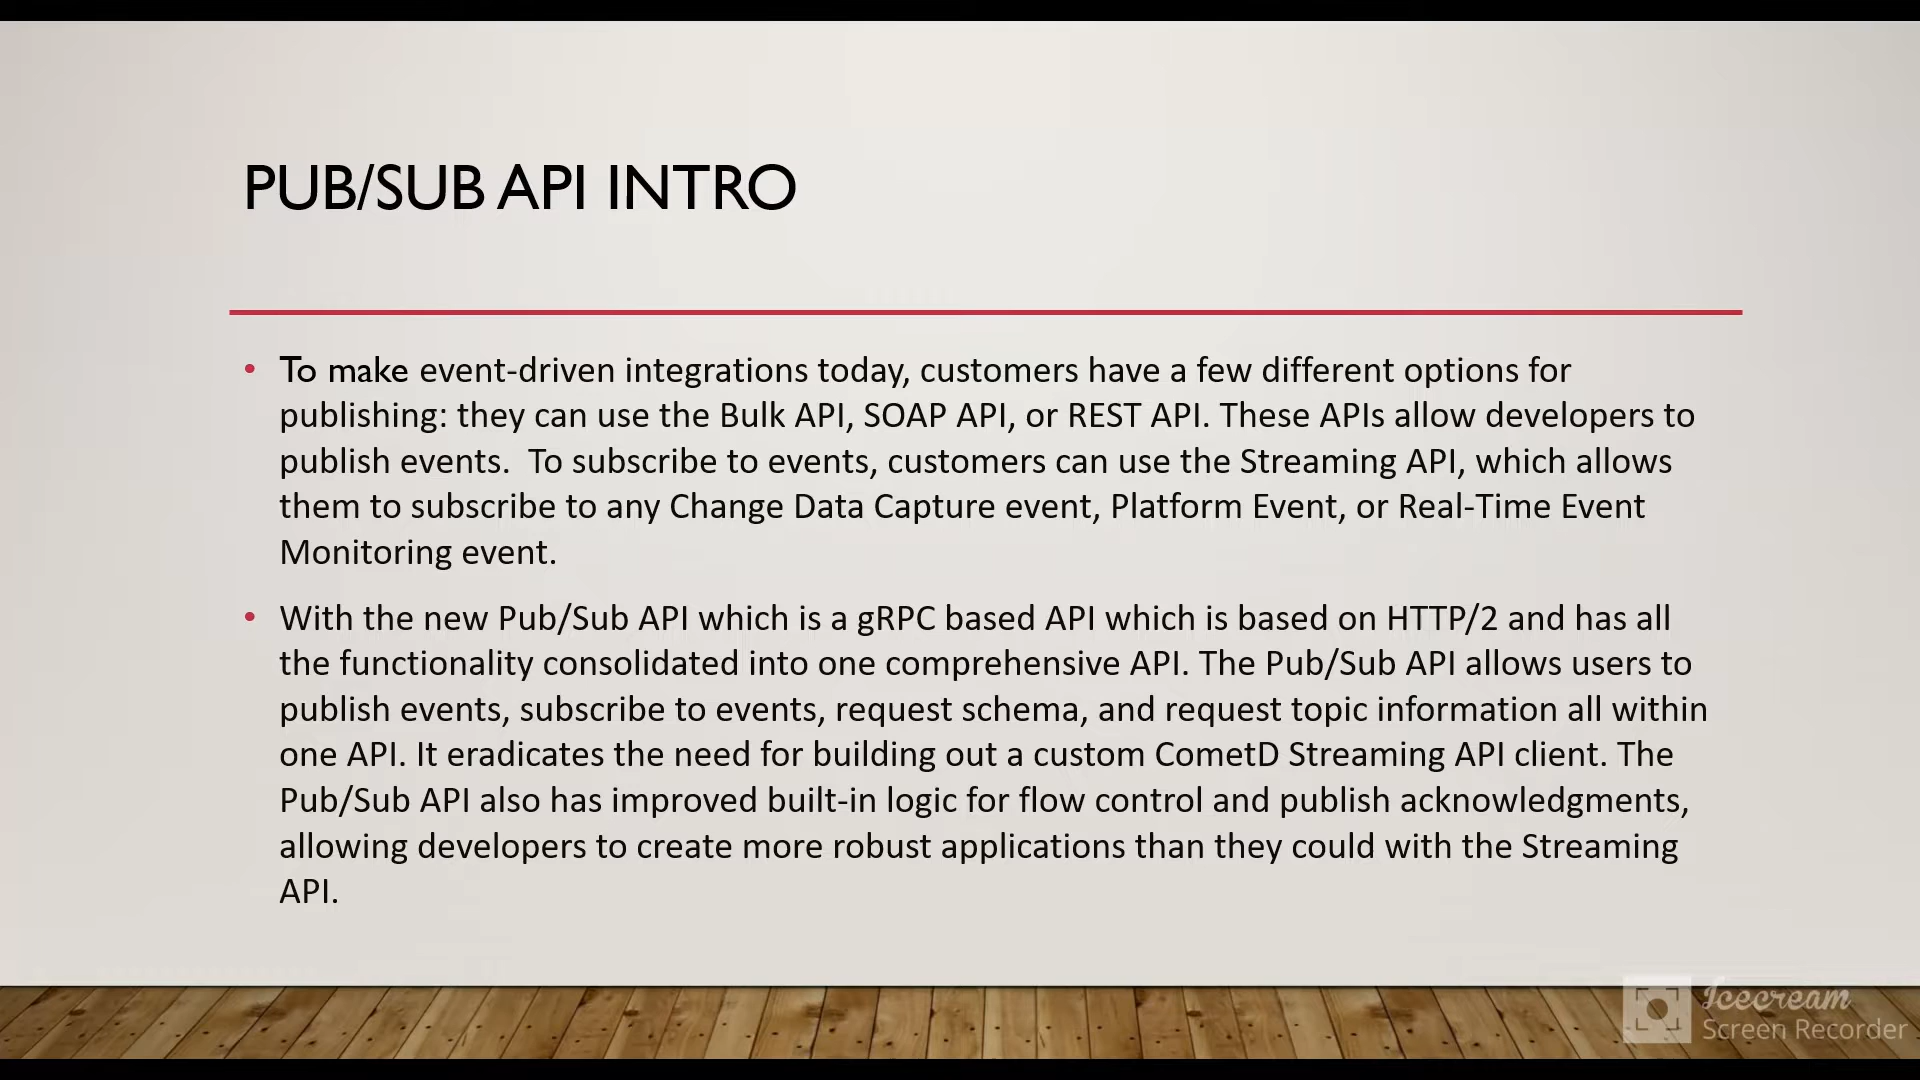 PUB/SUB API INTRO
• To make event-driven integrations today, customers have a few different options for
publishing: they can use the Bulk API, SOAP API, or REST API. These APIs allow developers to
publish events.  To subscribe to events, customers can use the Streaming API, which allows
them to subscribe to any Change Data Capture event, Platform Event, or Real-Time Event
Monitoring event.
• With the new Pub/Sub API which is a gRPC based API which is based on HTTP/2 and has all
the functionality consolidated into one comprehensive API. The Pub/Sub API allows users to
publish events, subscribe to events, request schema, and request topic information all within
one API. It eradicates the need for building out a custom CometD Streaming API client. The
Pub/Sub API also has improved built-in logic for flow control and publish acknowledgments,
allowing developers to create more robust applications than they could with the Streaming
API.
Icecream
Screen Recorder